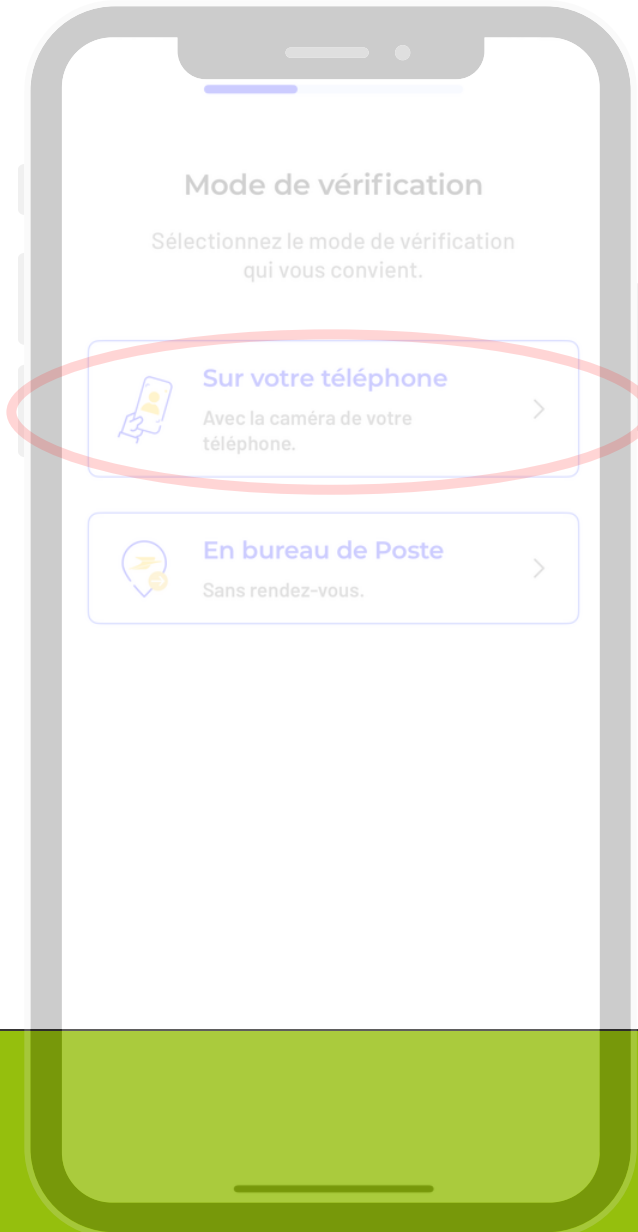 Mode de vérification
Sélectionnez le mode de vérification
qui vous convient.
Sur votre téléphone
Avec la caméra de votre
téléphone.
En bureau de Poste
Sans rendez-vous.